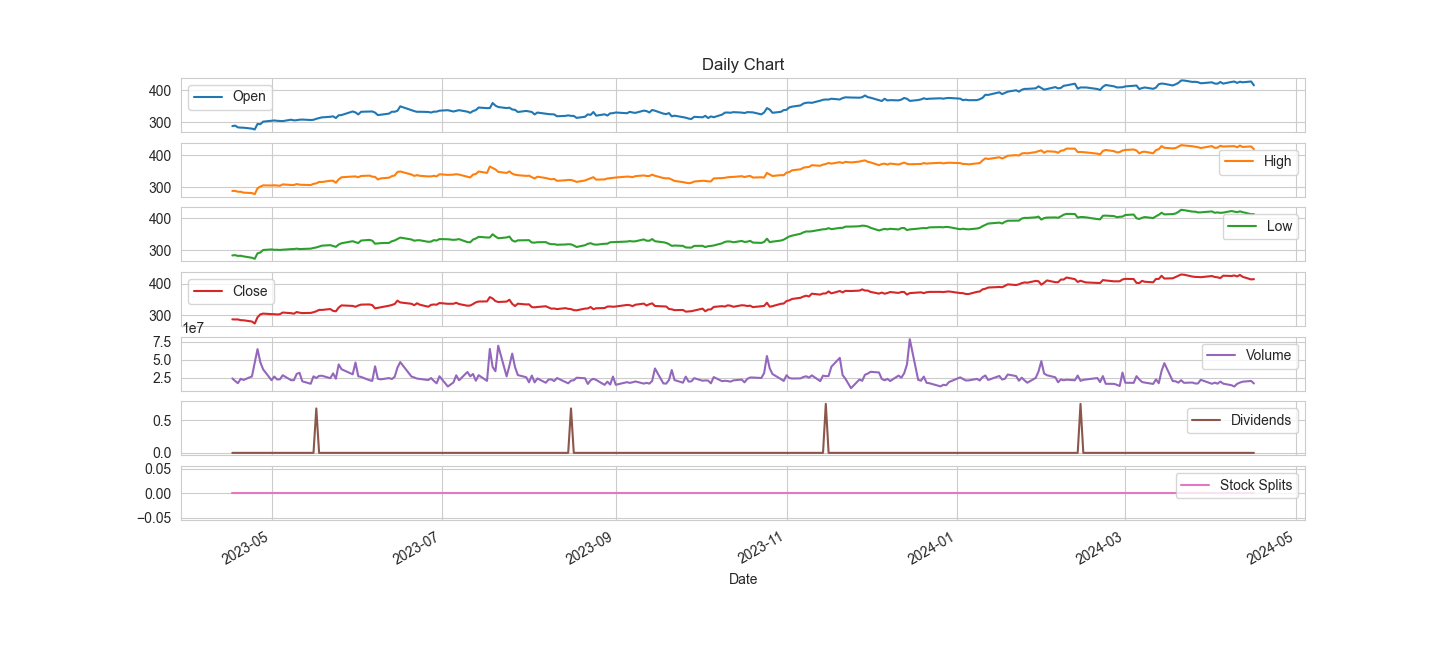 Daily Chart
400
300
Open
400
300
High
400
300
Low
400
300
Close
1e7
7.5
5.0
2.5
Volume
0.5
0.0
Dividends
0.05
0.00
−0.05
Stock Splits
2023-05
2023-07
2023-09
2023-11
2024-01
2024-03
2024-05
Date